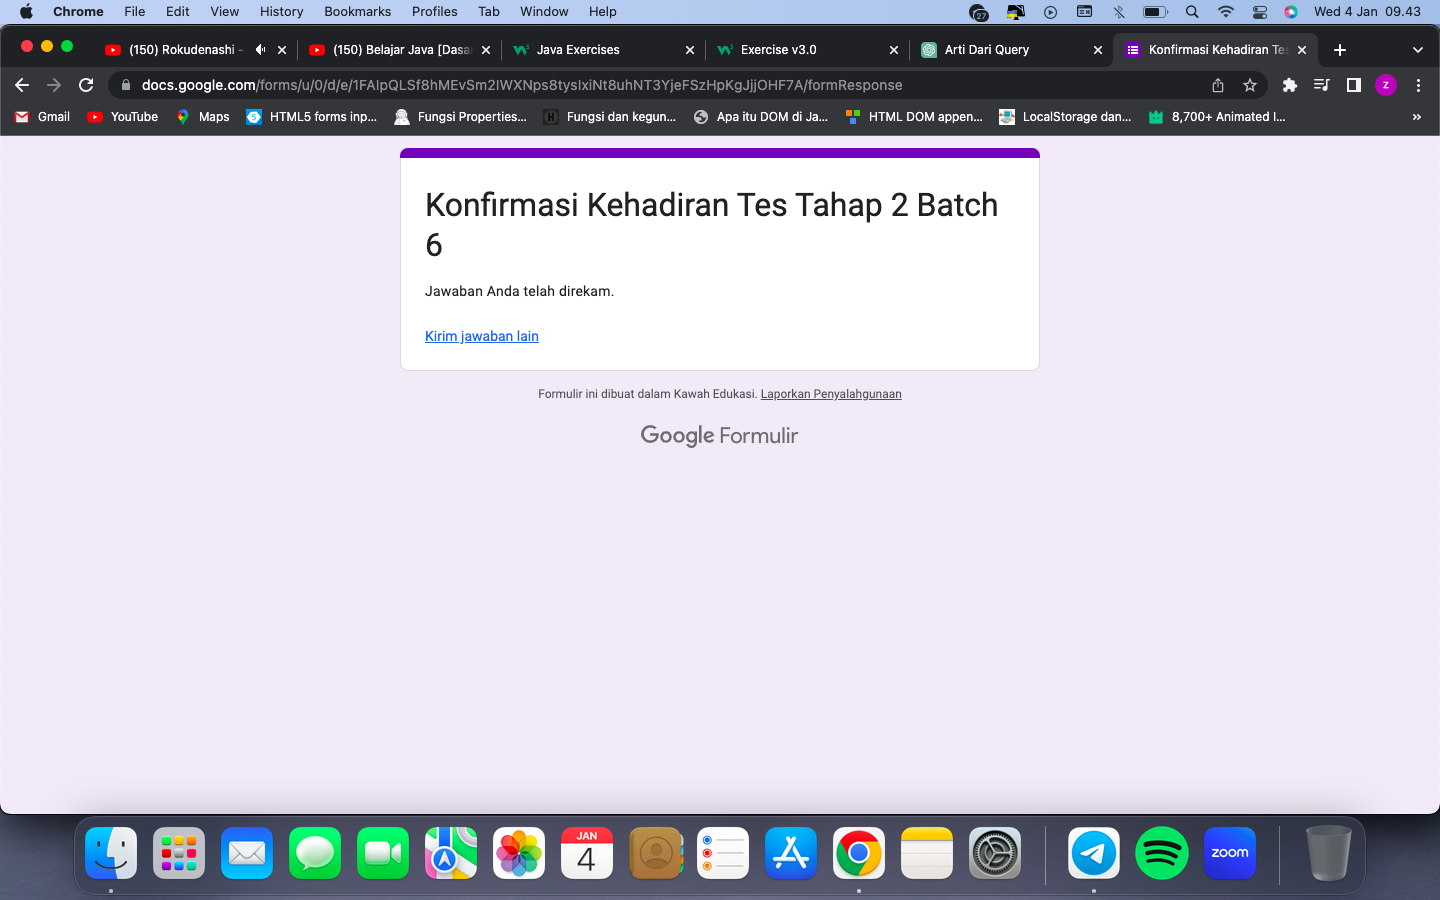 Chrome File Edit View History Bookmarks Profiles Tab Window Help 27 Wed 4 Jan 09.43
(150) Rokudenashi - (150) Belajar Java [Dasa Java Exercises Exercise v3.0 Arti Dari Query Konfirmasi Kehadiran Tes
docs.google.com/forms/u/0/d/e/1FAIpQLSf8hMEvSm2lWXNps8tyslxiNt8uhNT3YjeFSzHpKgJjjOHF7A/formResponse Z
Gmail YouTube Maps HTML5 forms inp... Fungsi Properties... Fungsi dan kegun... Apa itu DOM di Ja... HTML DOM appen... LocalStorage dan... 8,700+ Animated I... »
Konfirmasi Kehadiran Tes Tahap 2 Batch
6
Jawaban Anda telah direkam.
Kirim jawaban lain
Formulir ini dibuat dalam Kawah Edukasi. Laporkan Penyalahgunaan
Google Formulir
JAN
4
zoom